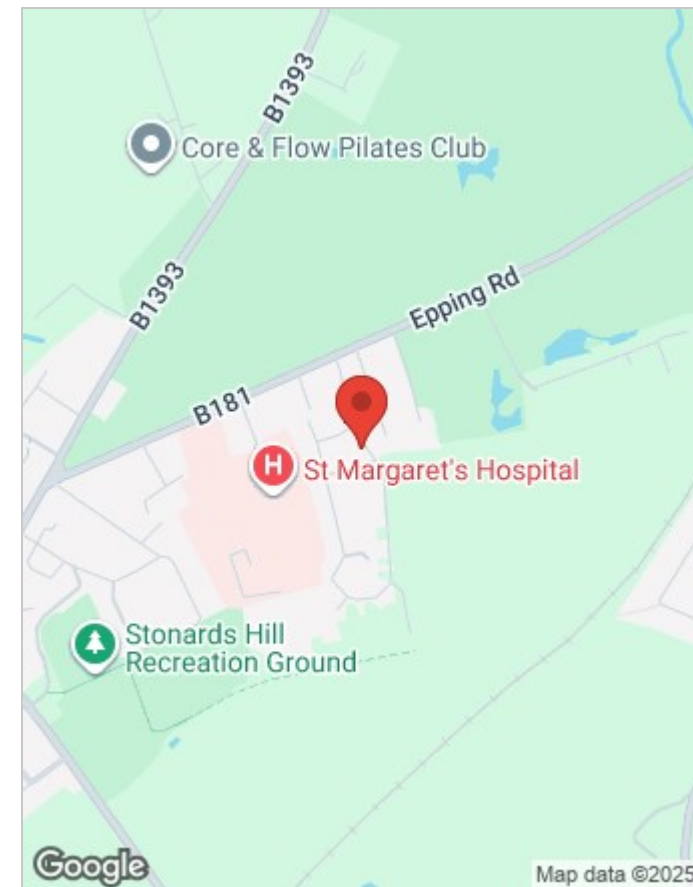 B1393
Core & Flow Pilates Club
B1393
Epping Rd
B181
H
St Margaret's Hospital
Stonards Hill
Recreation Ground
Google
Map data ©2025